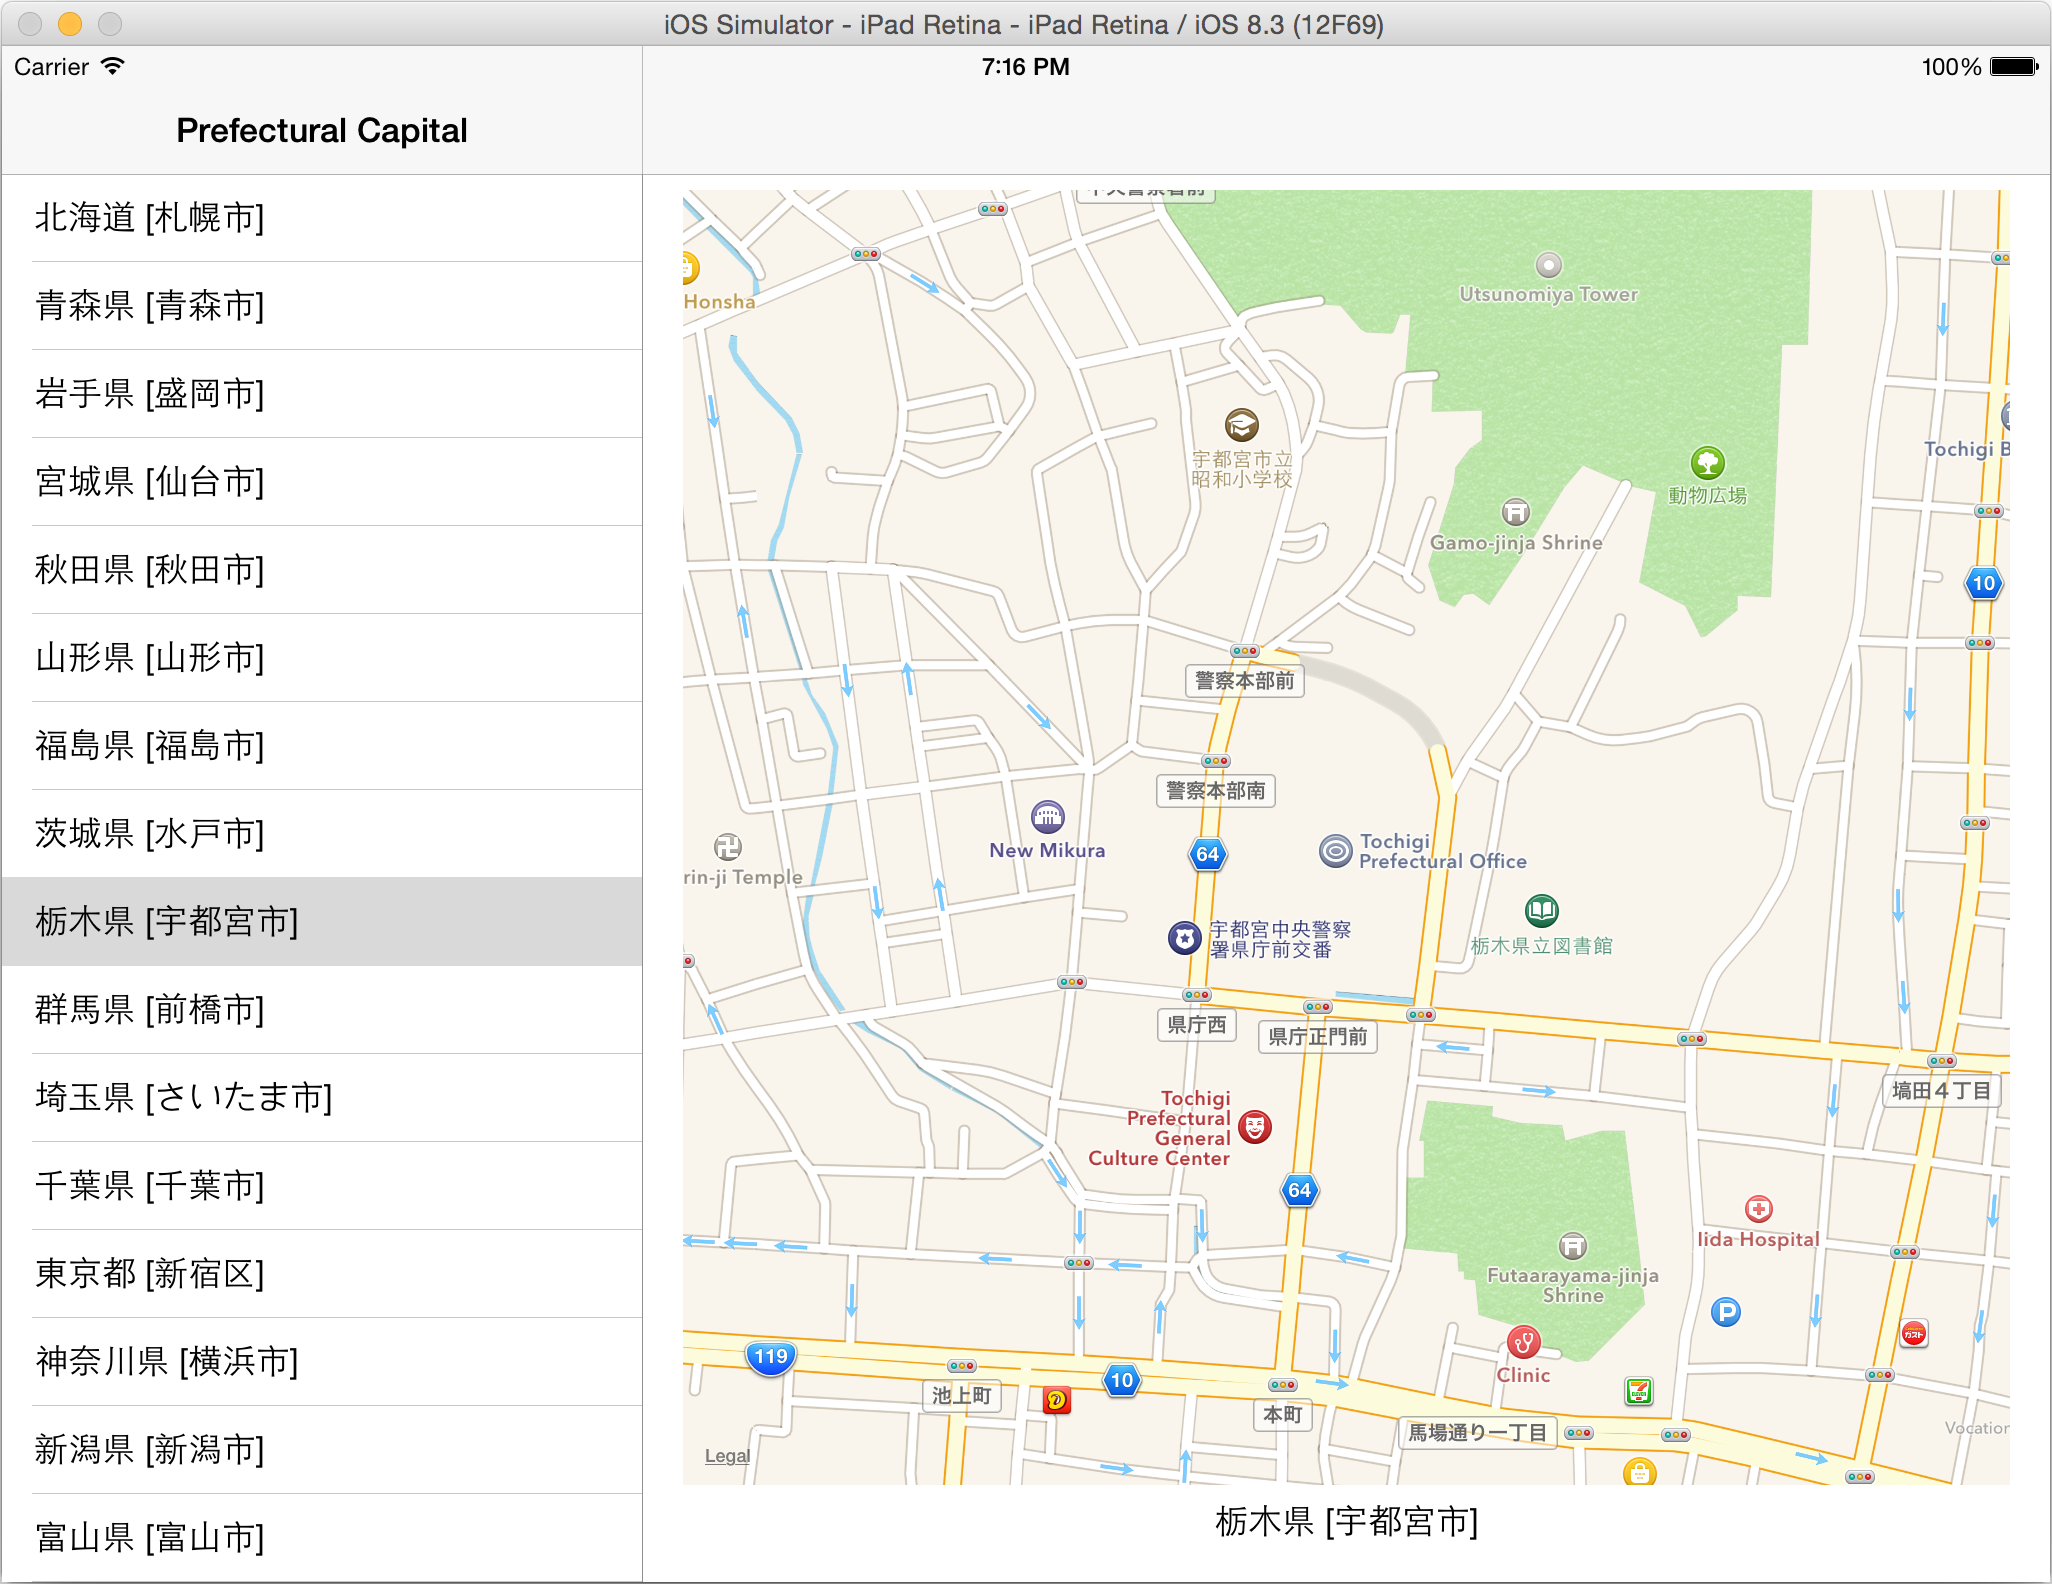 iOS Simulator - iPad Retina - iPad Retina / iOS 8.3 (12F69)
Carrier
7:16 PM
100%
Prefectural Capital
北海道 [札幌市]
青森県 [青森市]
岩手県 [盛岡市]
宮城県 [仙台市]
秋田県 [秋田市]
山形県 [山形市]
福島県 [福島市]
茨城県 [水戸市]
栃木県 [宇都宮市]
群馬県 [前橋市]
埼玉県 [さいたま市]
千葉県 [千葉市]
東京都 [新宿区]
神奈川県 [横浜市]
新潟県 [新潟市]
富山県 [富山市]
Honsha
Utsunomiya Tower
宇都宮市立
昭和小学校
Tochigi B
動物広場
Gamo-jinja Shrine
10
警察本部前
警察本部南
New Mikura
64
Tochigi
Prefectural Office
rin-ji Temple
宇都宮中央警察
署県庁前交番
栃木県立図書館
県庁西
県庁正門前
塙田4丁目
Tochigi
Prefectural
General
Culture Center
64
Iida Hospital
Futaarayama-jinja
Shrine
P
ガスト
119
10
Clinic
池上町
本町
7
ELEVEN
馬場通り一丁目
Vocation
Legal
栃木県 [宇都宮市]